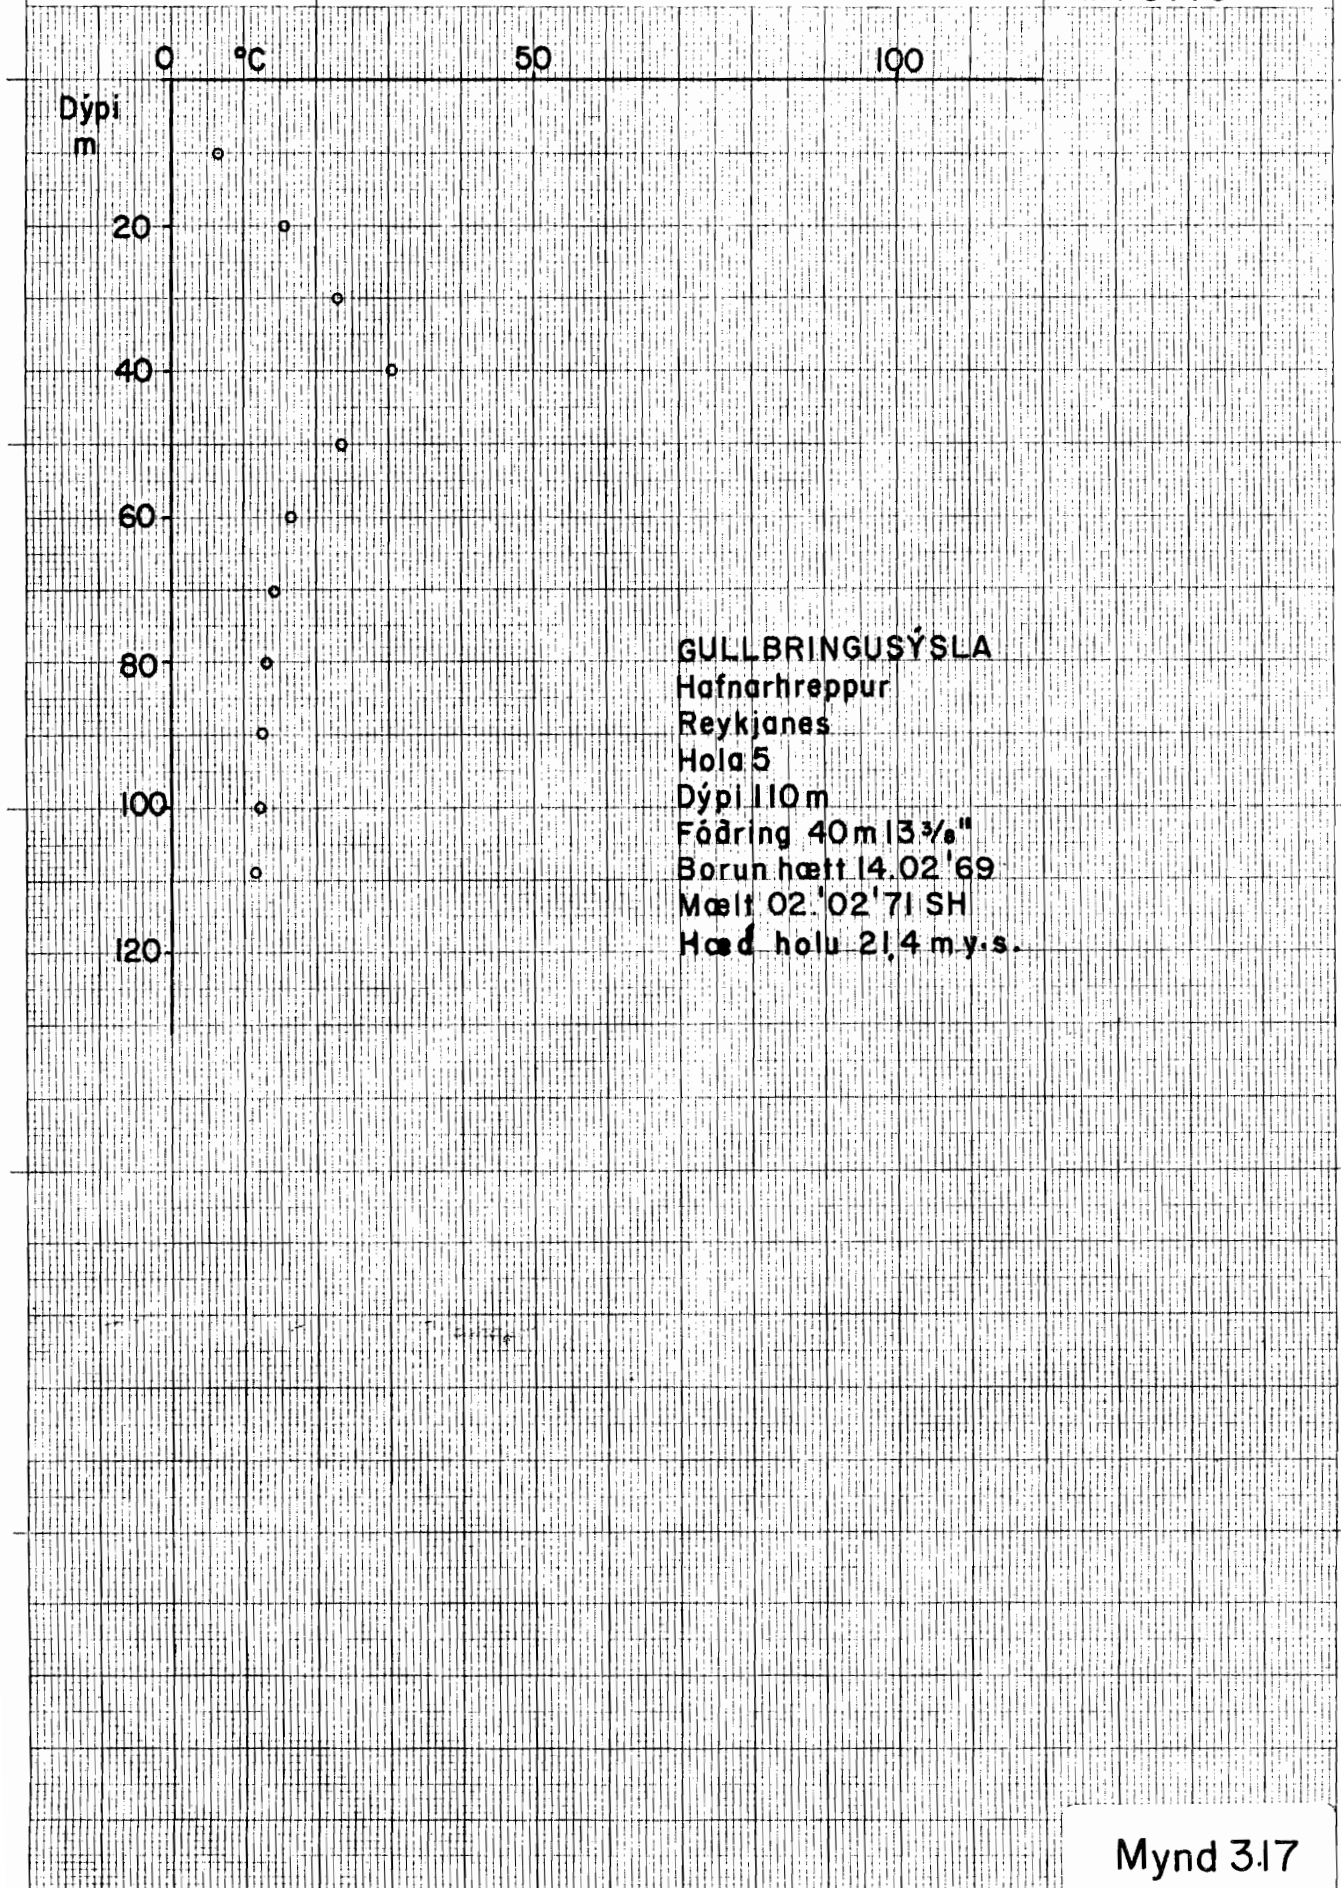 0 °C 50 100
Dýpi
m
20
40
60
80
100
120
GULLBRINGUSÝSLA
Hafnarhreppur
Reykjanes
Hola 5
Dýpi 110 m
Fóðring 40 m 13 3/8"
Borun hætt 14.02 '69
Mælt 02.'02'71 SH
Hæd holu 21,4 m y.s.
Mynd 3.17